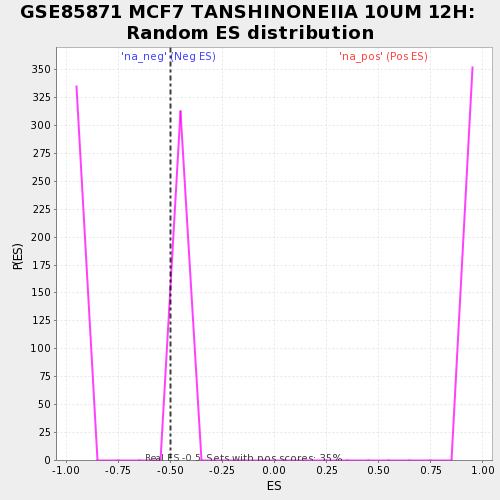 GSE85871 MCF7 TANSHINONEIIA 10UM 12H:
Random ES distribution
'na_neg' (Neg ES)
'na_pos' (Pos ES)
P(ES)
350
325
300
275
250
225
200
175
150
125
100
75
50
25
0
Real ES -0.5 Sets with pos scores: 35%
-1.00 -0.75 -0.50 -0.25 0.00 0.25 0.50 0.75 1.00
ES